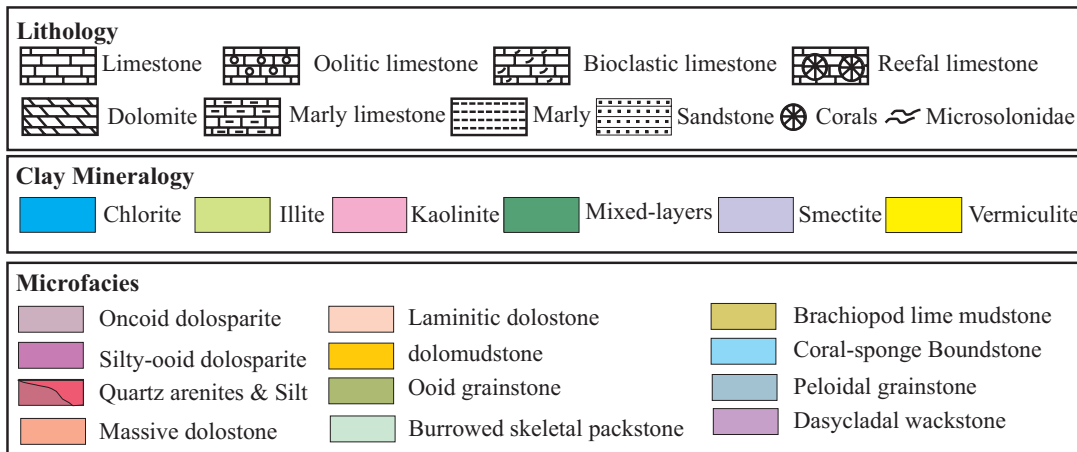 Lithology
Limestone Oolitic limestone Bioclastic limestone Reefal limestone
Dolomite Marly limestone Marly Sandstone Corals Microsolonidae
Clay Mineralogy
Chlorite Illite Kaolinite Mixed-layers Smectite Vermiculite
Microfacies
Oncoid dolosparite Laminitic dolostone Brachiopod lime mudstone
Silty-ooid dolosparite dolomudstone Coral-sponge Boundstone
Quartz arenites & Silt Ooid grainstone Peloidal grainstone
Massive dolostone Burrowed skeletal packstone Dasycladal wackstone